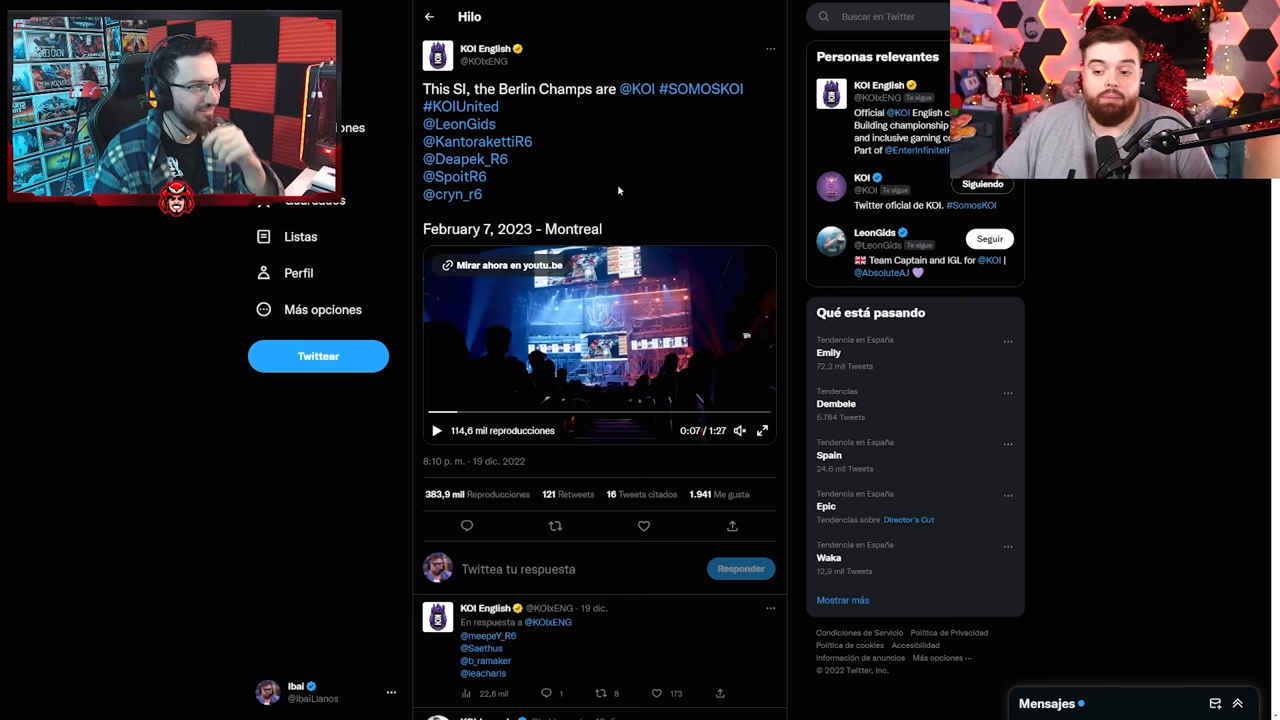 Hilo
KOI English
@KOIxENG
This SI, the Berlin Champs are @KOI #SOMOSKOI
#KOIUnited
@LeonGids
@KantorakettiR6
@Deapek_R6
@SpoitR6
@cryn_r6
February 7, 2023 - Montreal
Mirar ahora en youtu.be
114,6 mil reproducciones
0:07 / 1:27
8:10 p. m. · 19 dic. 2022
383,9 mil Reproducciones 121 Retweets 16 Tweets citados 1.941 Me gusta
Twittea tu respuesta
Responder
KOI English @KOIxENG · 19 dic.
En respuesta a @KOIxENG
@meepeY_R6
@Saethus
@b_ramaker
@leacharis
22,6 mil 1 8 173
Listas
Perfil
Más opciones
Twittear
Ibai
@IbaiLlanos
Buscar en Twitter
Personas relevantes
KOI English
@KOIxENG Te sigue
Official @KOI English
Building championship
and inclusive gaming
Part of
KOI
@KOI Te sigue
Siguiendo
Twitter oficial de KOI. #SomosKOI
LeonGids
@LeonGids Te sigue
Seguir
Team Captain and IGL for @KOI |
@AbsoluteAJ
Qué está pasando
Tendencia en España
Emily
72,2 mil Tweets
Tendencias
Dembele
5.784 Tweets
Tendencia en España
Spain
24,6 mil Tweets
Tendencia en España
Epic
Tendencias sobre Director's Cut
Tendencia en España
Waka
12,9 mil Tweets
Mostrar más
Condiciones de Servicio Política de Privacidad
Política de cookies Accesibilidad
Información de anuncios Más opciones ···
© 2022 Twitter, Inc.
Mensajes